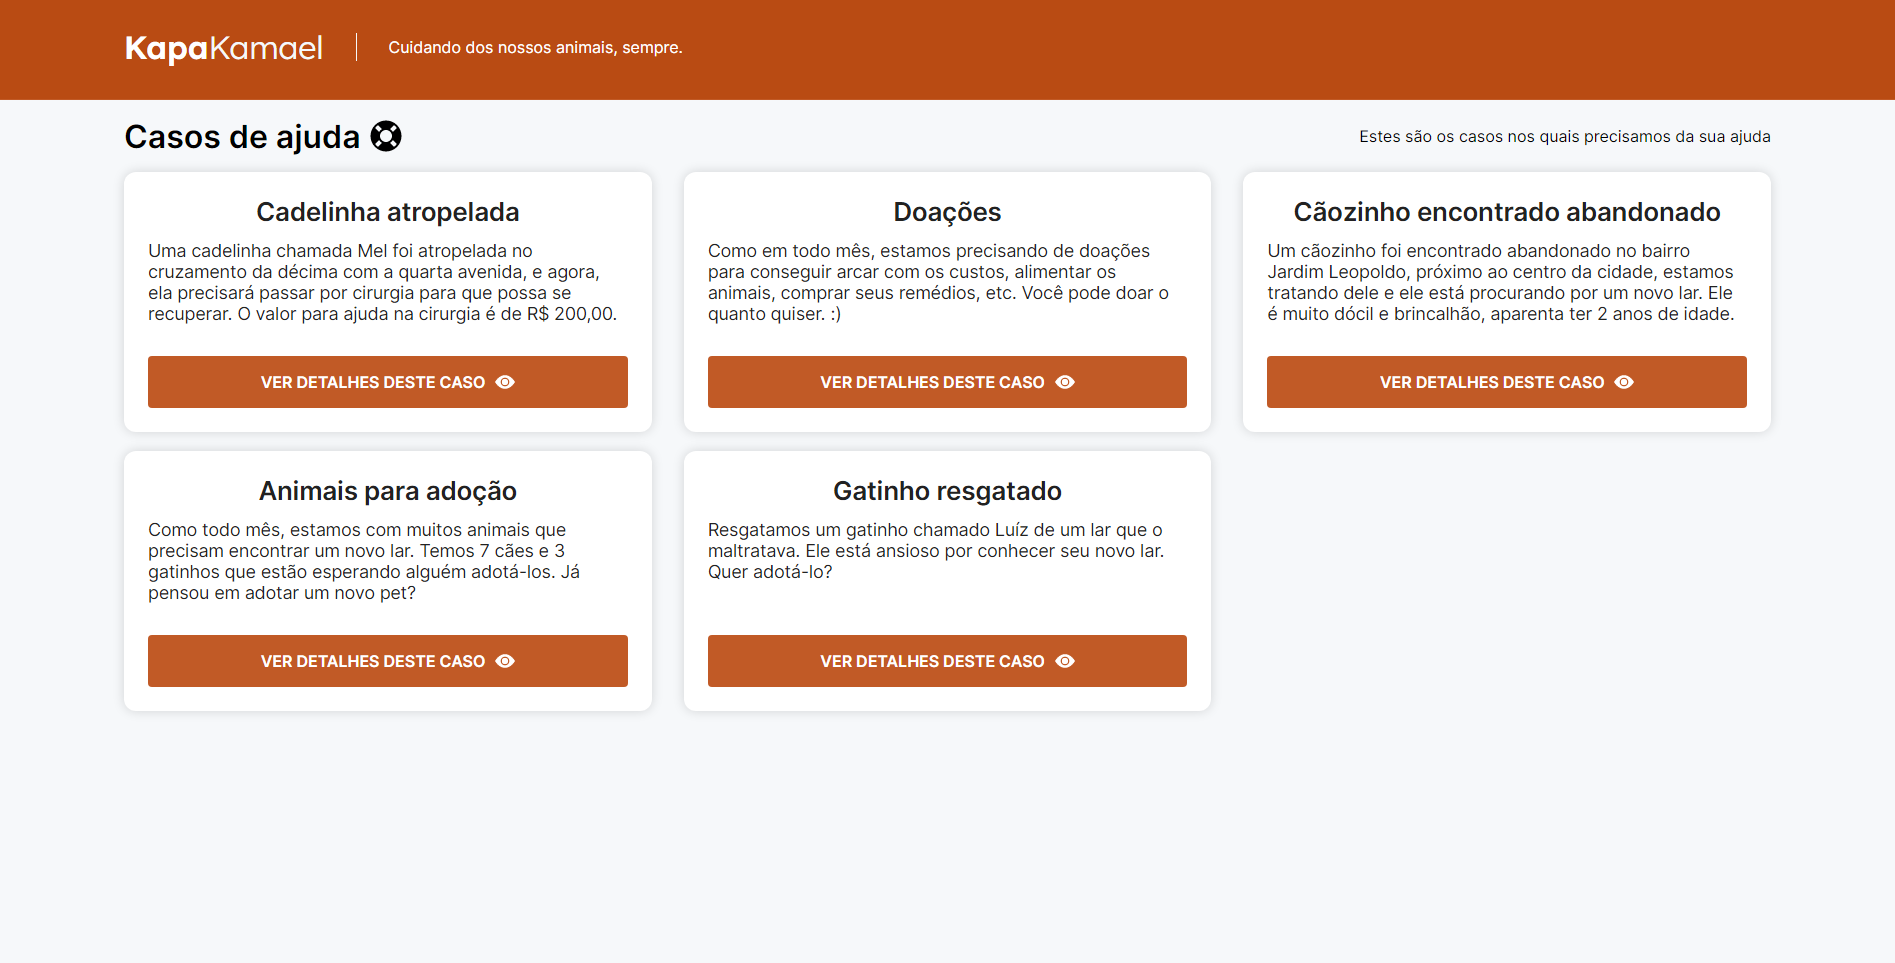 KapaKamael
Cuidando dos nossos animais, sempre.
Casos de ajuda
Estes são os casos nos quais precisamos da sua ajuda
Cadelinha atropelada
Uma cadelinha chamada Mel foi atropelada no
cruzamento da décima com a quarta avenida, e agora,
ela precisará passar por cirurgia para que possa se
recuperar. O valor para ajuda na cirurgia é de R$ 200,00.
VER DETALHES DESTE CASO
Doações
Como em todo mês, estamos precisando de doações
para conseguir arcar com os custos, alimentar os
animais, comprar seus remédios, etc. Você pode doar o
quanto quiser. :)
VER DETALHES DESTE CASO
Cãozinho encontrado abandonado
Um cãozinho foi encontrado abandonado no bairro
Jardim Leopoldo, próximo ao centro da cidade, estamos
tratando dele e ele está procurando por um novo lar. Ele
é muito dócil e brincalhão, aparenta ter 2 anos de idade.
VER DETALHES DESTE CASO
Animais para adoção
Como todo mês, estamos com muitos animais que
precisam encontrar um novo lar. Temos 7 cães e 3
gatinhos que estão esperando alguém adotá-los. Já
pensou em adotar um novo pet?
VER DETALHES DESTE CASO
Gatinho resgatado
Resgatamos um gatinho chamado Luíz de um lar que o
maltratava. Ele está ansioso por conhecer seu novo lar.
Quer adotá-lo?
VER DETALHES DESTE CASO